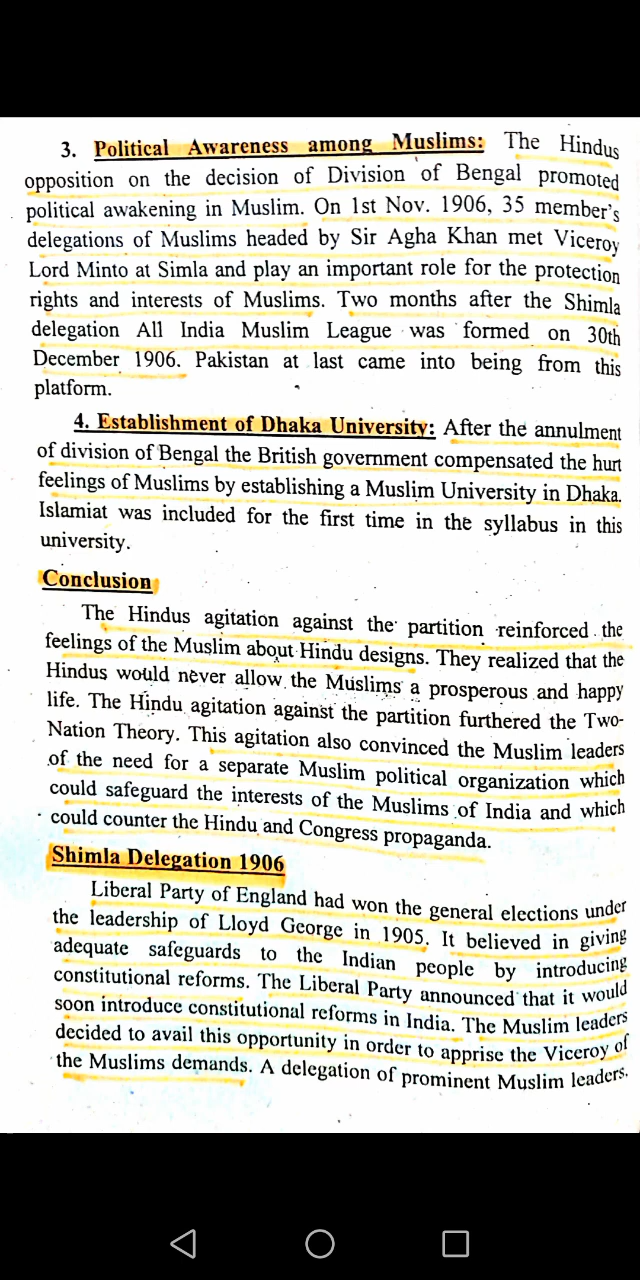 3. Political Awareness among Muslims: The Hindus
opposition on the decision of Division of Bengal promoted
political awakening in Muslim. On 1st Nov. 1906, 35 member's
delegations of Muslims headed by Sir Agha Khan met Viceroy
Lord Minto at Simla and play an important role for the protection
rights and interests of Muslims. Two months after the Shimla
delegation All India Muslim League was formed on 30th
December 1906. Pakistan at last came into being from this
platform.
4. Establishment of Dhaka University: After the annulment
of division of Bengal the British government compensated the hurt
feelings of Muslims by establishing a Muslim University in Dhaka.
Islamiat was included for the first time in the syllabus in this
university.
Conclusion
The Hindus agitation against the partition reinforced the
feelings of the Muslim about Hindu designs. They realized that the
Hindus would never allow the Muslims a prosperous and happy
life. The Hindu agitation against the partition furthered the Two-
Nation Theory. This agitation also convinced the Muslim leaders
of the need for a separate Muslim political organization which
could safeguard the interests of the Muslims of India and which
could counter the Hindu and Congress propaganda.
Shimla Delegation 1906
Liberal Party of England had won the general elections under
the leadership of Lloyd George in 1905. It believed in giving
adequate safeguards to the Indian people by introducing
constitutional reforms. The Liberal Party announced that it would
soon introduce constitutional reforms in India. The Muslim leaders
decided to avail this opportunity in order to apprise the Viceroy of
the Muslims demands. A delegation of prominent Muslim leaders.